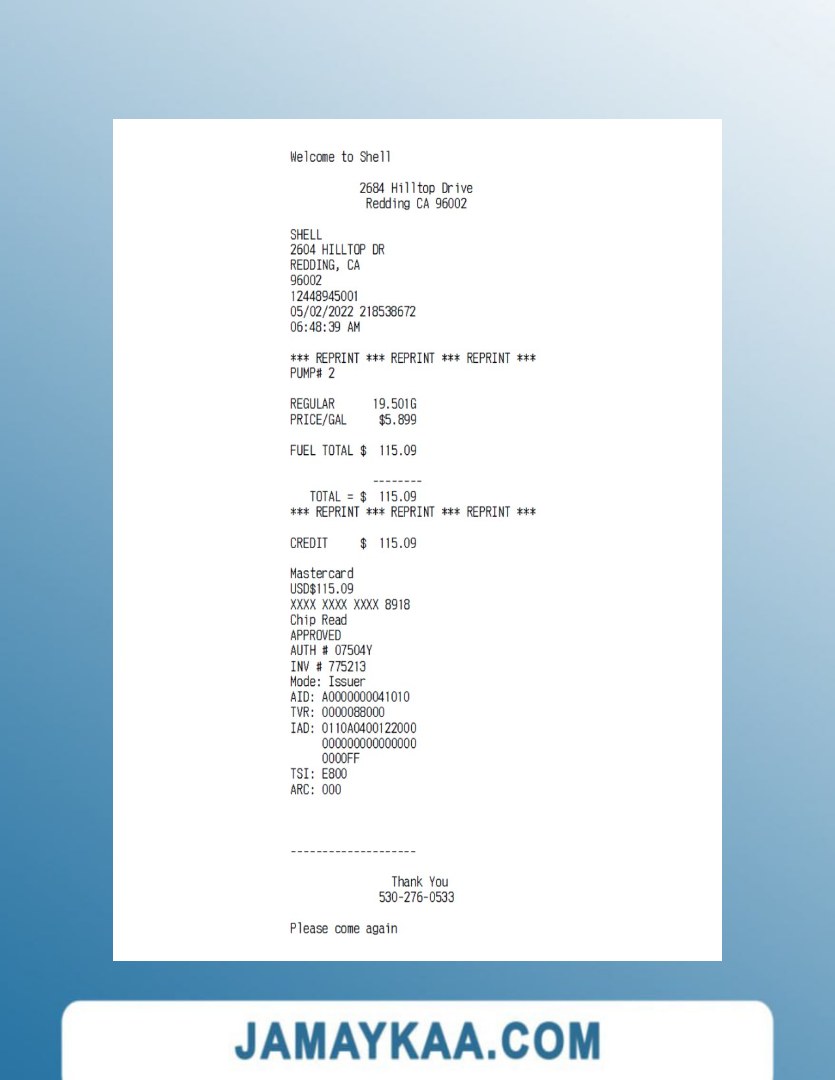 Welcome to Shell
2684 Hilltop Drive
Redding CA 96002
SHELL
2604 HILLTOP DR
REDDING, CA
96002
12448945001
05/02/2022 218538672
06:48:39 AM
*** REPRINT *** REPRINT *** REPRINT ***
PUMP# 2
REGULAR 19.501G
PRICE/GAL $5.899
FUEL TOTAL $ 115.09
--------
TOTAL = $ 115.09
*** REPRINT *** REPRINT *** REPRINT ***
CREDIT $ 115.09
Mastercard
USD$115.09
XXXX XXXX XXXX 8918
Chip Read
APPROVED
AUTH # 07504Y
INV # 775213
Mode: Issuer
AID: A0000000041010
TVR: 0000088000
IAD: 0110A0400122000
000000000000000
0000FF
TSI: E800
ARC: 000
--------------------
Thank You
530-276-0533
Please come again
JAMAYKAA.COM